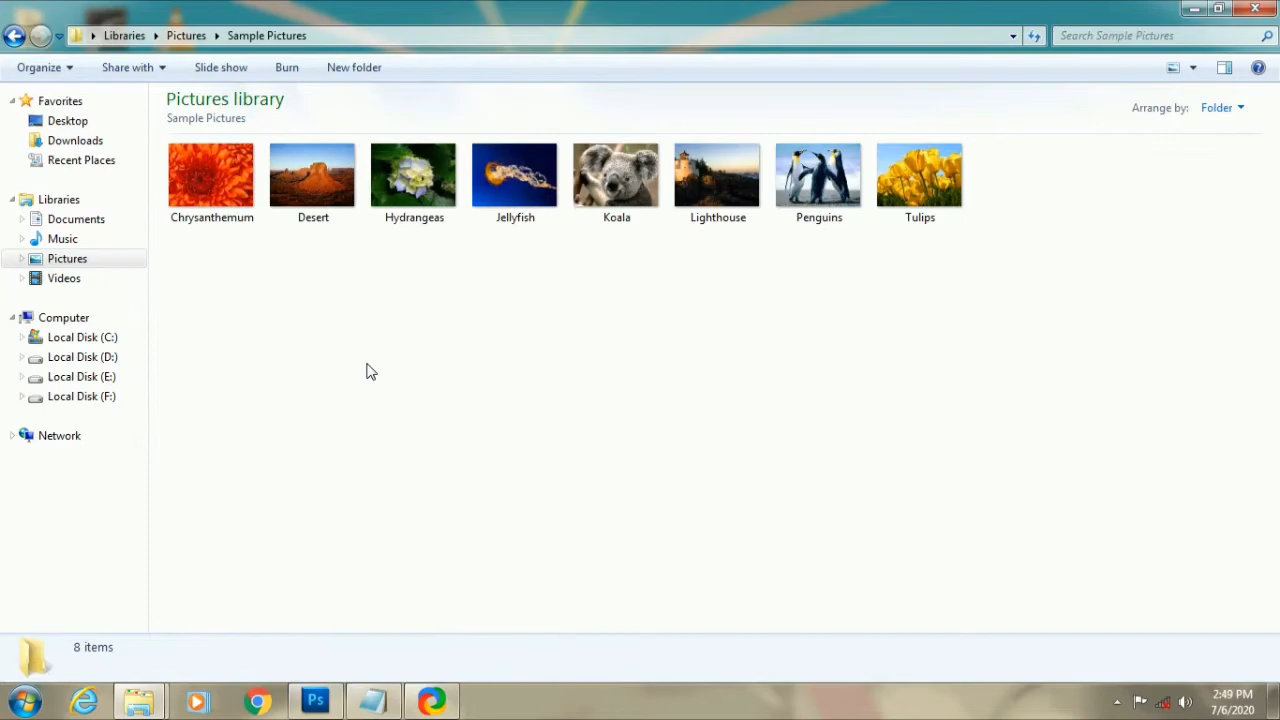 Libraries Pictures Sample Pictures
Search Sample Pictures
Organize Share with Slide show Burn New folder
Favorites
Desktop
Downloads
Recent Places
Libraries
Documents
Music
Pictures
Videos
Computer
Local Disk (C:)
Local Disk (D:)
Local Disk (E:)
Local Disk (F:)
Network
Pictures library
Sample Pictures
Arrange by: Folder
Chrysanthemum Desert Hydrangeas Jellyfish Koala Lighthouse Penguins Tulips
8 items
Ps
2:49 PM
7/6/2020